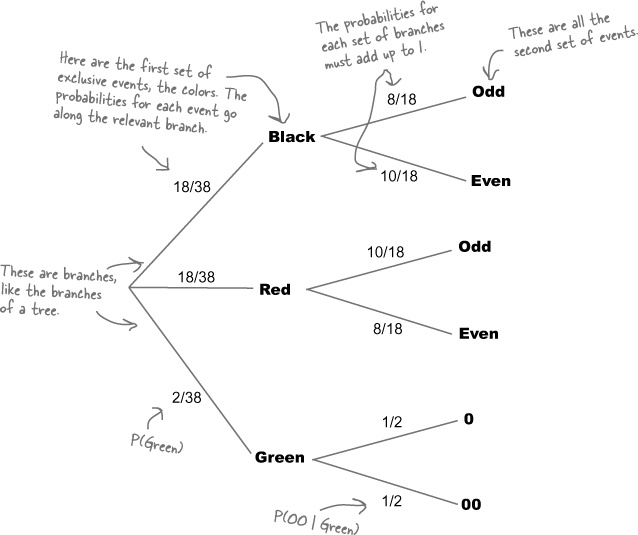 The probabilities for
each set of branches
must add up to 1.
These are all the
second set of events.
Here are the first set of
exclusive events, the colors. The
probabilities for each event go
along the relevant branch.
8/18
Odd
Black
10/18
Even
18/38
These are branches,
like the branches
of a tree.
18/38
Red
10/18
Odd
8/18
Even
2/38
P(Green)
Green
1/2
0
P(00 | Green)
1/2
00